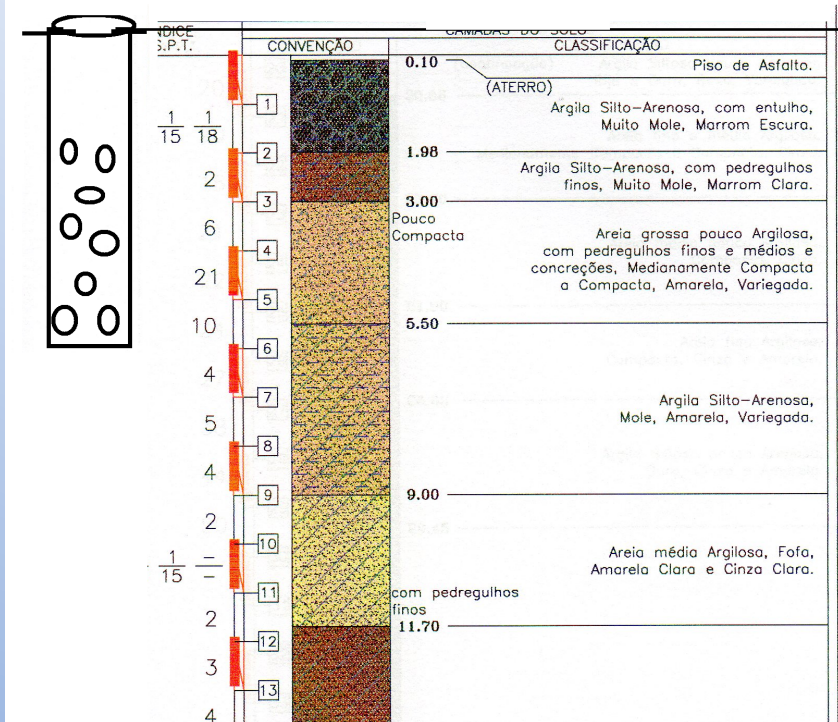 ÍNDICE
S.P.T.
CONVENÇÃO
CAMADAS DO SOLO
CLASSIFICAÇÃO
0.10
Piso de Asfalto.
(ATERRO)
Argila Silto-Arenosa, com entulho,
Muito Mole, Marrom Escura.
1
1 1
15 18
1.98
2
2
Argila Silto-Arenosa, com pedregulhos
finos, Muito Mole, Marrom Clara.
3.00
3
6
Pouco
Compacta
4
Areia grossa pouco Argilosa,
com pedregulhos finos e médios e
concreções, Medianamente Compacta
a Compacta, Amarela, Variegada.
21
5
10
5.50
6
4
7
5
Argila Silto-Arenosa,
Mole, Amarela, Variegada.
8
4
9.00
9
2
10
1 -
15 -
Areia média Argilosa, Fofa,
Amarela Clara e Cinza Clara.
11
com pedregulhos
finos
2
11.70
12
3
13
4